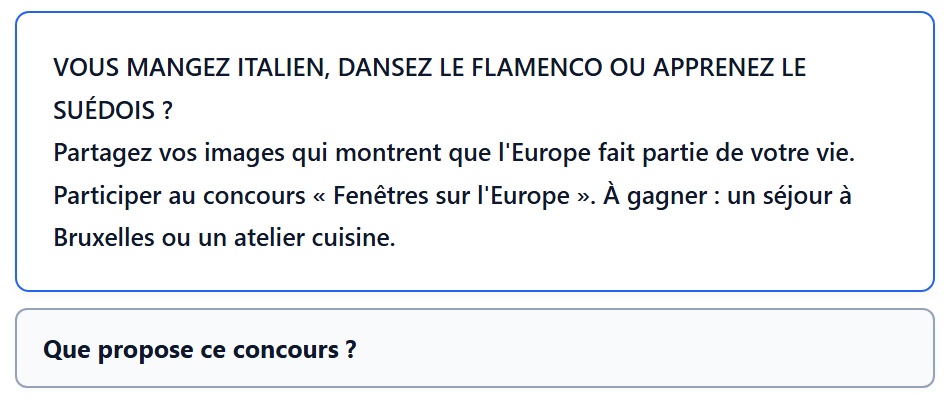 VOUS MANGEZ ITALIEN, DANSEZ LE FLAMENCO OU APPRENEZ LE
SUÉDOIS ?
Partagez vos images qui montrent que l'Europe fait partie de votre vie.
Participer au concours « Fenêtres sur l'Europe ». À gagner : un séjour à
Bruxelles ou un atelier cuisine.
Que propose ce concours ?